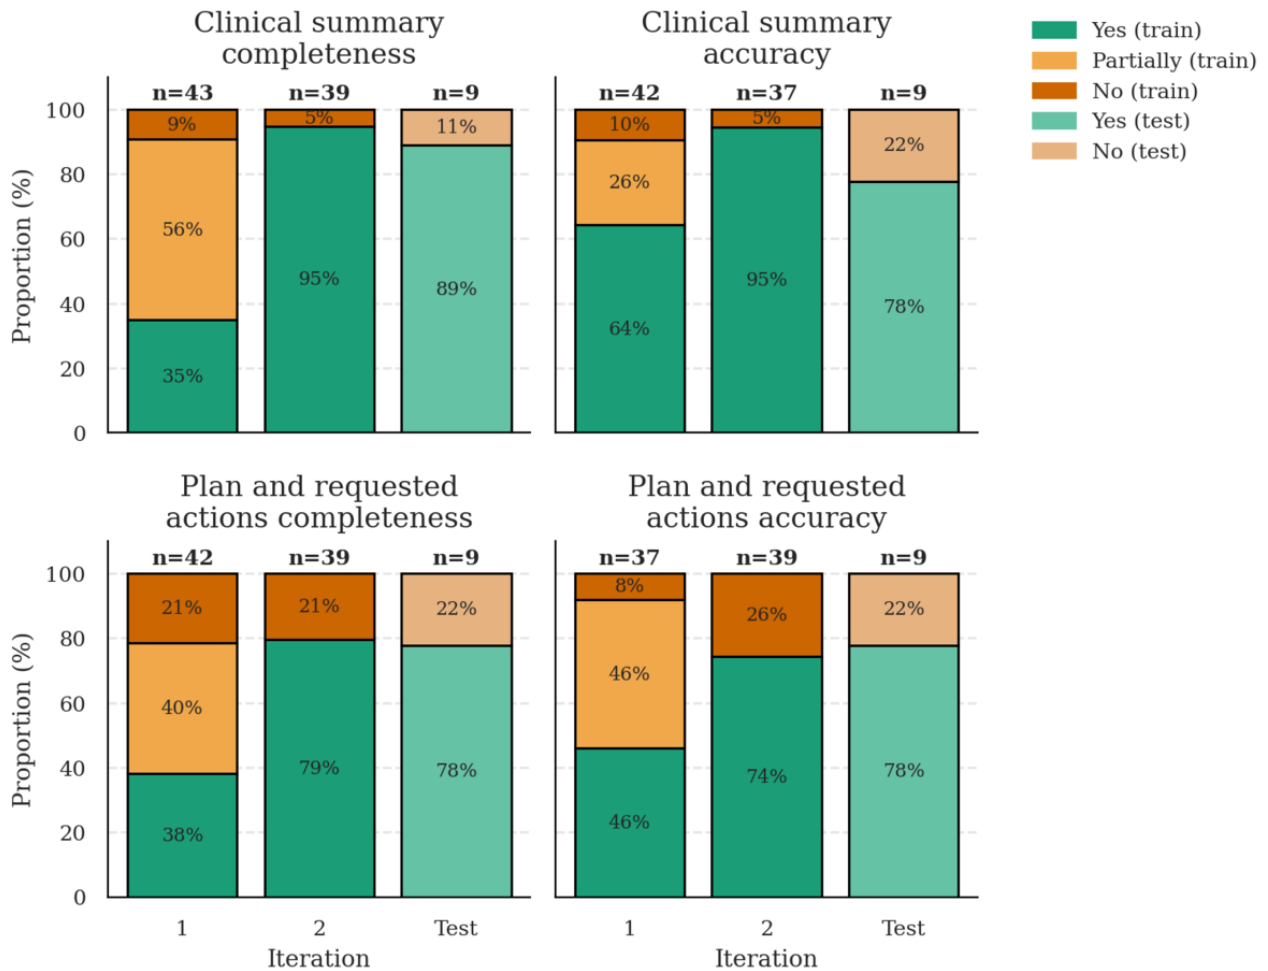 Clinical summary
completeness
Clinical summary
accuracy
Yes (train)
Partially (train)
No (train)
Yes (test)
No (test)
n=43
n=39
n=9
n=42
n=37
n=9
Proportion (%)
100
80
60
40
20
0
9%
56%
35%
5%
95%
11%
89%
10%
26%
64%
5%
95%
22%
78%
Plan and requested
actions completeness
Plan and requested
actions accuracy
n=42
n=39
n=9
n=37
n=39
n=9
Proportion (%)
100
80
60
40
20
0
21%
40%
38%
21%
79%
22%
78%
8%
46%
46%
26%
74%
22%
78%
1
2
Test
1
2
Test
Iteration
Iteration